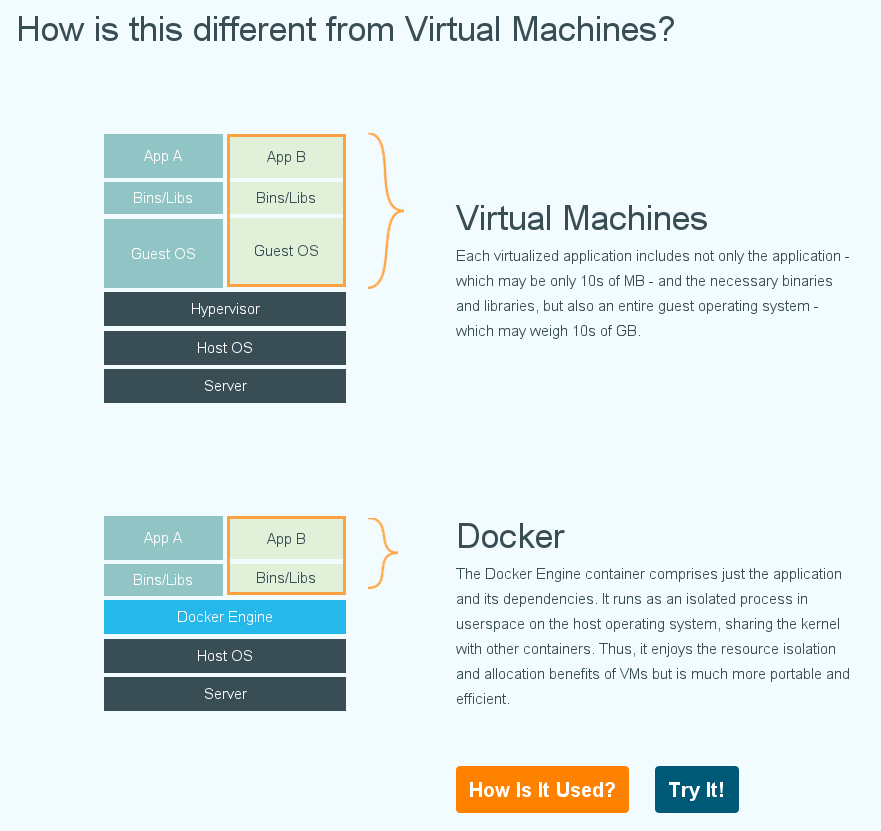 How is this different from Virtual Machines?
App A
App B
Bins/Libs
Bins/Libs
Guest OS
Guest OS
Hypervisor
Host OS
Server
Virtual Machines
Each virtualized application includes not only the application -
which may be only 10s of MB - and the necessary binaries
and libraries, but also an entire guest operating system -
which may weigh 10s of GB.
App A
App B
Bins/Libs
Bins/Libs
Docker Engine
Host OS
Server
Docker
The Docker Engine container comprises just the application
and its dependencies. It runs as an isolated process in
userspace on the host operating system, sharing the kernel
with other containers. Thus, it enjoys the resource isolation
and allocation benefits of VMs but is much more portable and
efficient.
How Is It Used?
Try It!